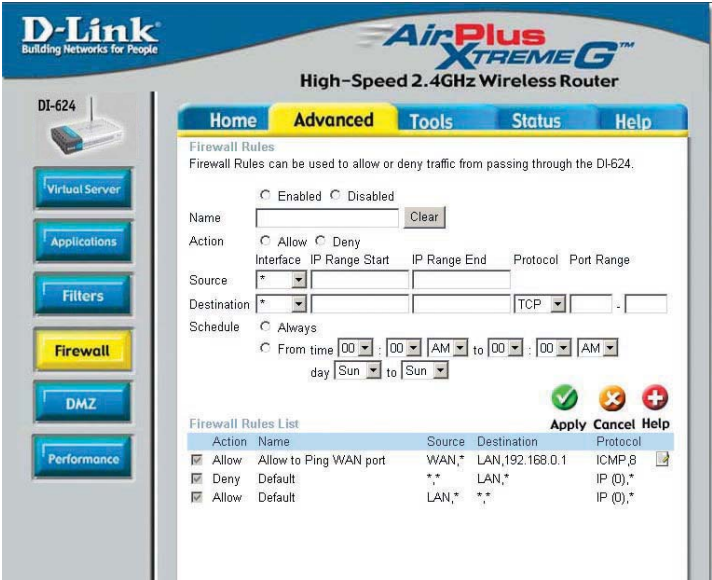 D-Link
Building Networks for People
AirPlus
XTREME G™
High-Speed 2.4GHz Wireless Router
DI-624
Home Advanced Tools Status Help
Virtual Server
Applications
Filters
Firewall
DMZ
Performance
Firewall Rules
Firewall Rules can be used to allow or deny traffic from passing through the DI-624.
Enabled Disabled
Name Clear
Action Allow Deny
Interface IP Range Start IP Range End Protocol Port Range
Source *
Destination * TCP -
Schedule Always
From time 00 : 00 AM to 00 : 00 AM
day Sun to Sun
Apply Cancel Help
Firewall Rules List
Action Name Source Destination Protocol
Allow Allow to Ping WAN port WAN,* LAN,192.168.0.1 ICMP,8
Deny Default *,* LAN,* IP (0),*
Allow Default LAN,* *,* IP (0),*